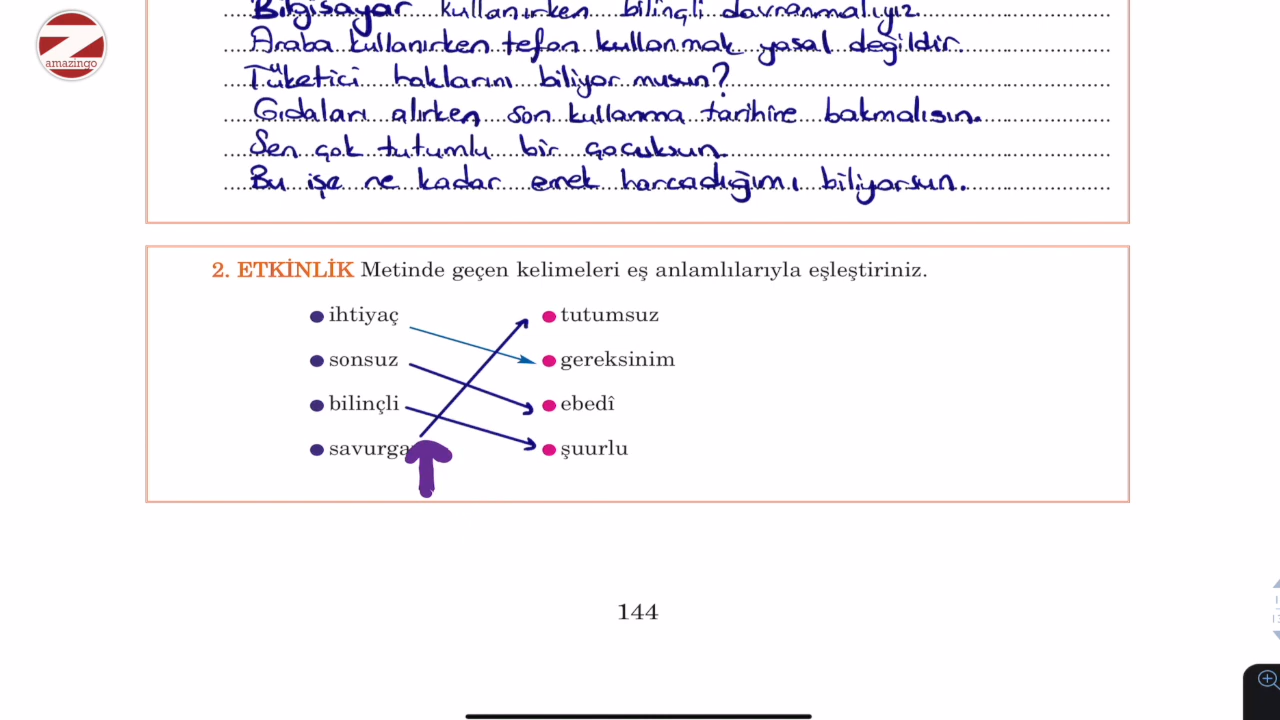 Bilgisayar kullanırken bilinçli davranmalıyız.
Araba kullanırken tefon kullanmak yasal değildir.
amazingo
Tüketici haklarını biliyor musun?
Gıdaları alırken son kullanma tarihine bakmalısın.
Sen çok tutumlu bir çocuksun.
Bu işe ne kadar emek harcadığımı biliyorsun.
2. ETKİNLİK Metinde geçen kelimeleri eş anlamlılarıyla eşleştiriniz.
ihtiyaç tutumsuz
sonsuz gereksinim
bilinçli ebedî
savurga şuurlu
144